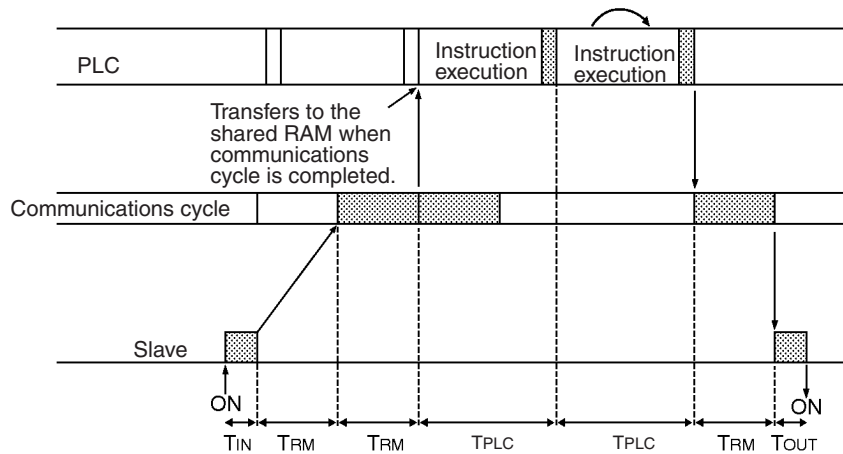 PLC
Instruction
execution
Instruction
execution
Transfers to the
shared RAM when
communications
cycle is completed.
Communications cycle
Slave
ON
ON
TIN
TRM
TRM
TPLC
TPLC
TRM
TOUT